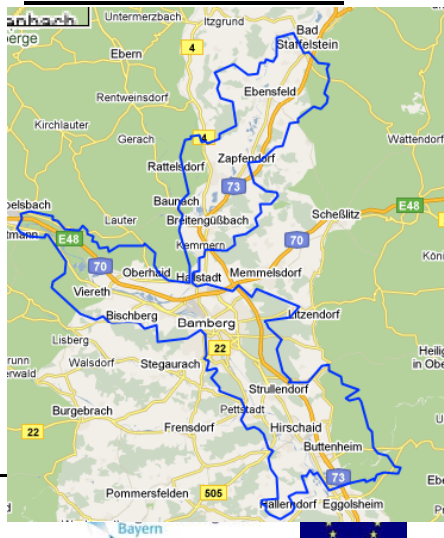 Untermerzbach
Itzgrund
Bad
Staffelstein
4
Ebern
Ebensfeld
Rentweinsdorf
Kirchlauter
4
Wattendorf
Gerach
Zapfendorf
Rattelsdorf
73
Baunach
Scheßlitz
Breitengüßbach
E48
Lauter
E48
Kemmern
70
70
Oberhaid
Hallstadt
Memmelsdorf
Viereth
Bischberg
Litzendorf
Bamberg
Lisberg
22
Walsdorf
Stegaurach
Strullendorf
Burgebrach
Pettstadt
Frensdorf
Hirschaid
22
Buttenheim
73
Pommersfelden
505
Hallerndorf
Eggolsheim
Bayern